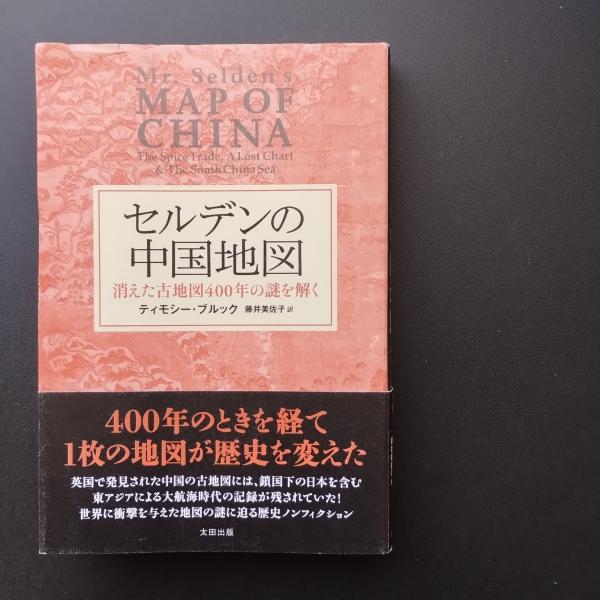 Mr. Selden's
MAP OF
CHINA
The Spice Trade, A Lost Chart
& The South China Sea
セルデンの
中国地図
消えた古地図400年の謎を解く
ティモシー・ブルック 藤井美佐子 訳
400年のときを経て
1枚の地図が歴史を変えた
英国で発見された中国の古地図には、鎖国下の日本を含む
東アジアによる大航海時代の記録が残されていた!
世界に衝撃を与えた地図の謎に迫る歴史ノンフィクション
太田出版